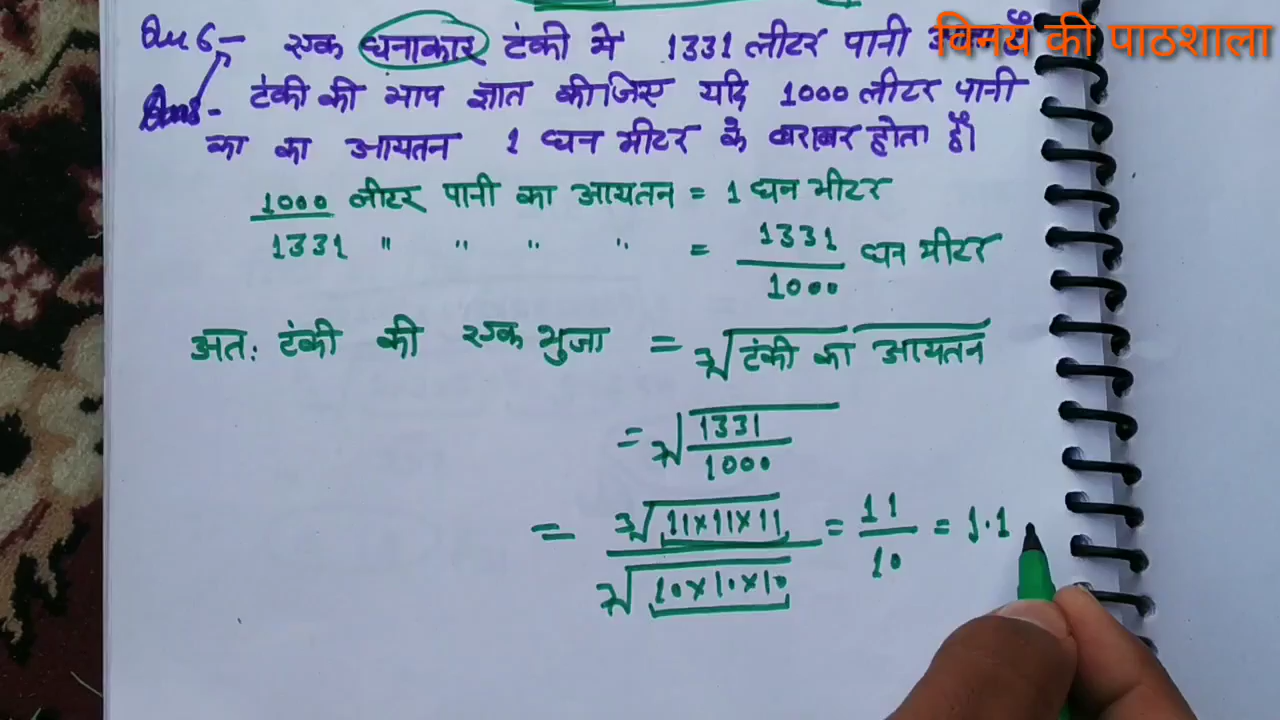 विनय की पाठशाला
Que 6 – एक घनाकार टंकी में 1331 लीटर पानी
Ans - टंकी की माप ज्ञात कीजिए यदि 1000 लीटर पानी
का का आयतन 1 घन मीटर के बराबर होता है।
1000 लीटर पानी का आयतन = 1 घन मीटर
1331 " " " " = 1331/1000 घन मीटर
अतः टंकी की एक भुजा = ∛टंकी का आयतन
= ∛1331/1000
= ∛11×11×11 / ∛10×10×10 = 11/10 = 1.1